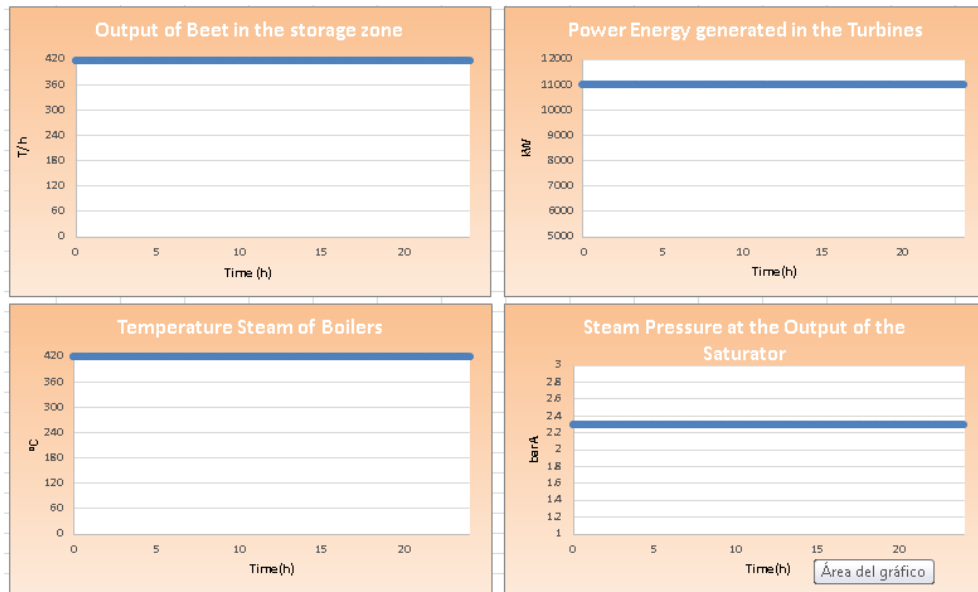 Output of Beet in the storage zone
420
360
300
240
180
120
60
0
T/h
0 5 10 15 20
Time (h)
Power Energy generated in the Turbines
12000
11000
10000
9000
8000
7000
6000
5000
kW
0 5 10 15 20
Time(h)
Temperature Steam of Boilers
420
360
300
240
180
120
60
0
ºC
0 5 10 15 20
Time(h)
Steam Pressure at the Output of the
Saturator
3
2.8
2.6
2.4
2.2
2
1.8
1.6
1.4
1.2
1
barA
0 5 10 15 20
Time(h)
Área del gráfico